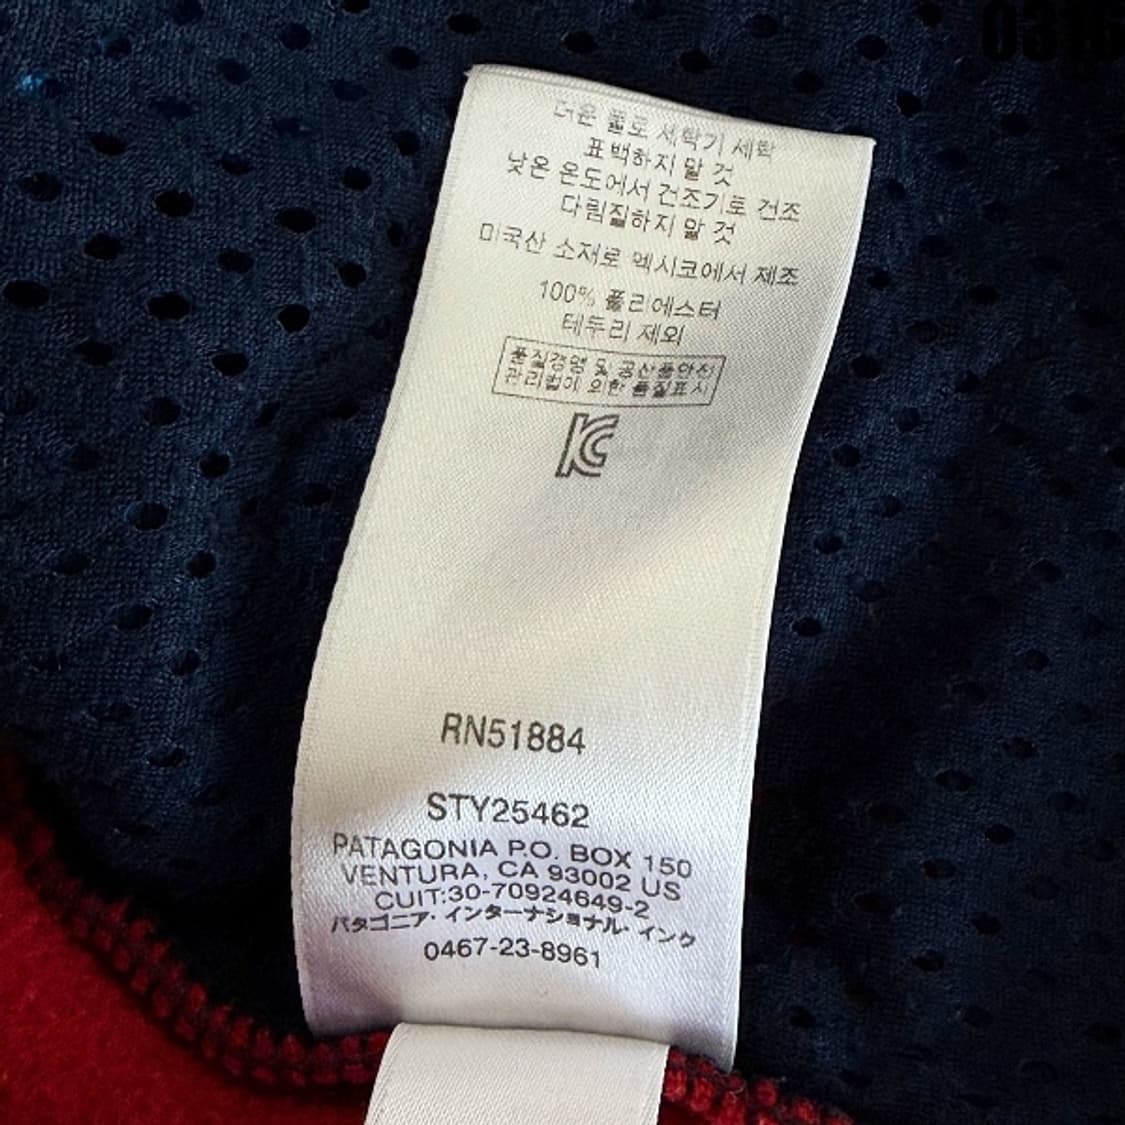 0316
더운 물로 세탁기 세탁
표백하지 말 것
낮은 온도에서 건조기로 건조
다림질하지 말 것
미국산 소재로 멕시코에서 제조
100% 폴리에스터
테두리 제외
품질경영 및 공산품안전
관리법에 의한 품질표시
KC
RN51884
STY25462
PATAGONIA P.O. BOX 150
VENTURA, CA 93002 US
CUIT:30-70924649-2
パタゴニア・インターナショナル・インク
0467-23-8961